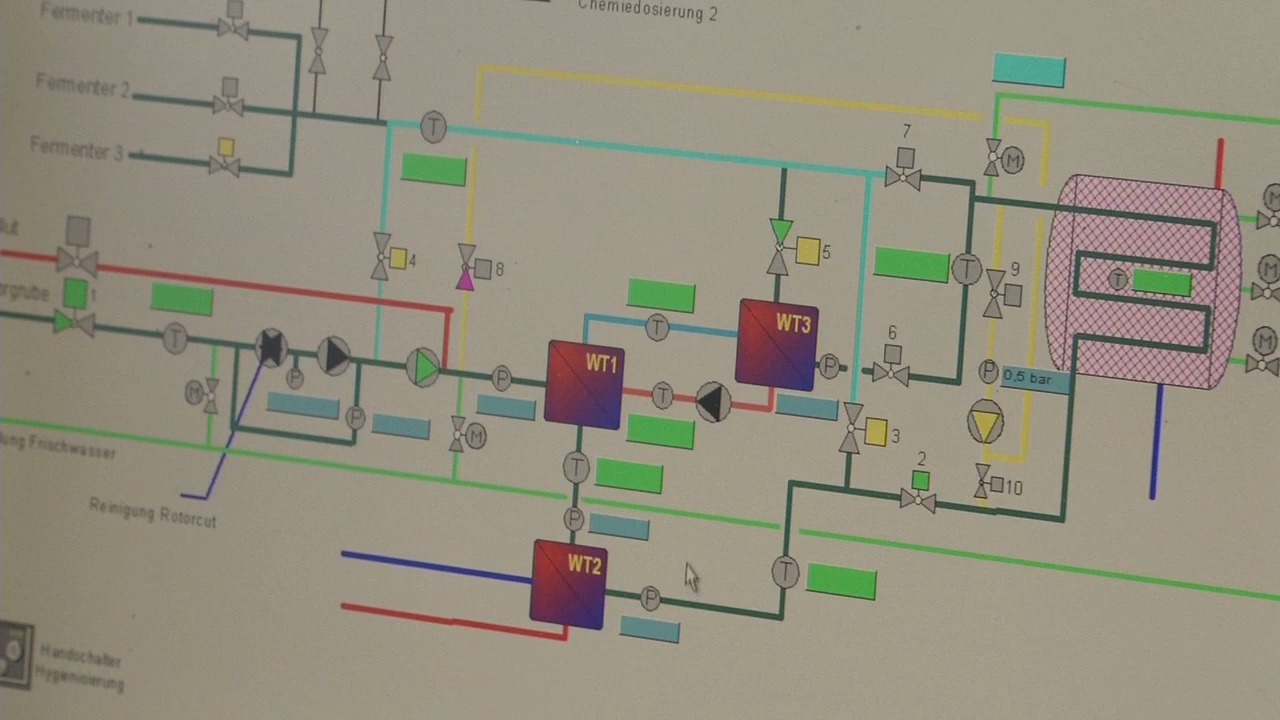 Chemiedosierung 2
Fermenter 1
Fermenter 2
Fermenter 3
T
7
M
4
8
5
T
9
M
1
T
T
WT3
6
T
M
P
P
WT1
T
P
P
0,5 bar
M
M
P
M
3
T
2
10
Frischwasser
Reinigung Rotorcut
P
WT2
T
P
Handschalter
Hygienisierung